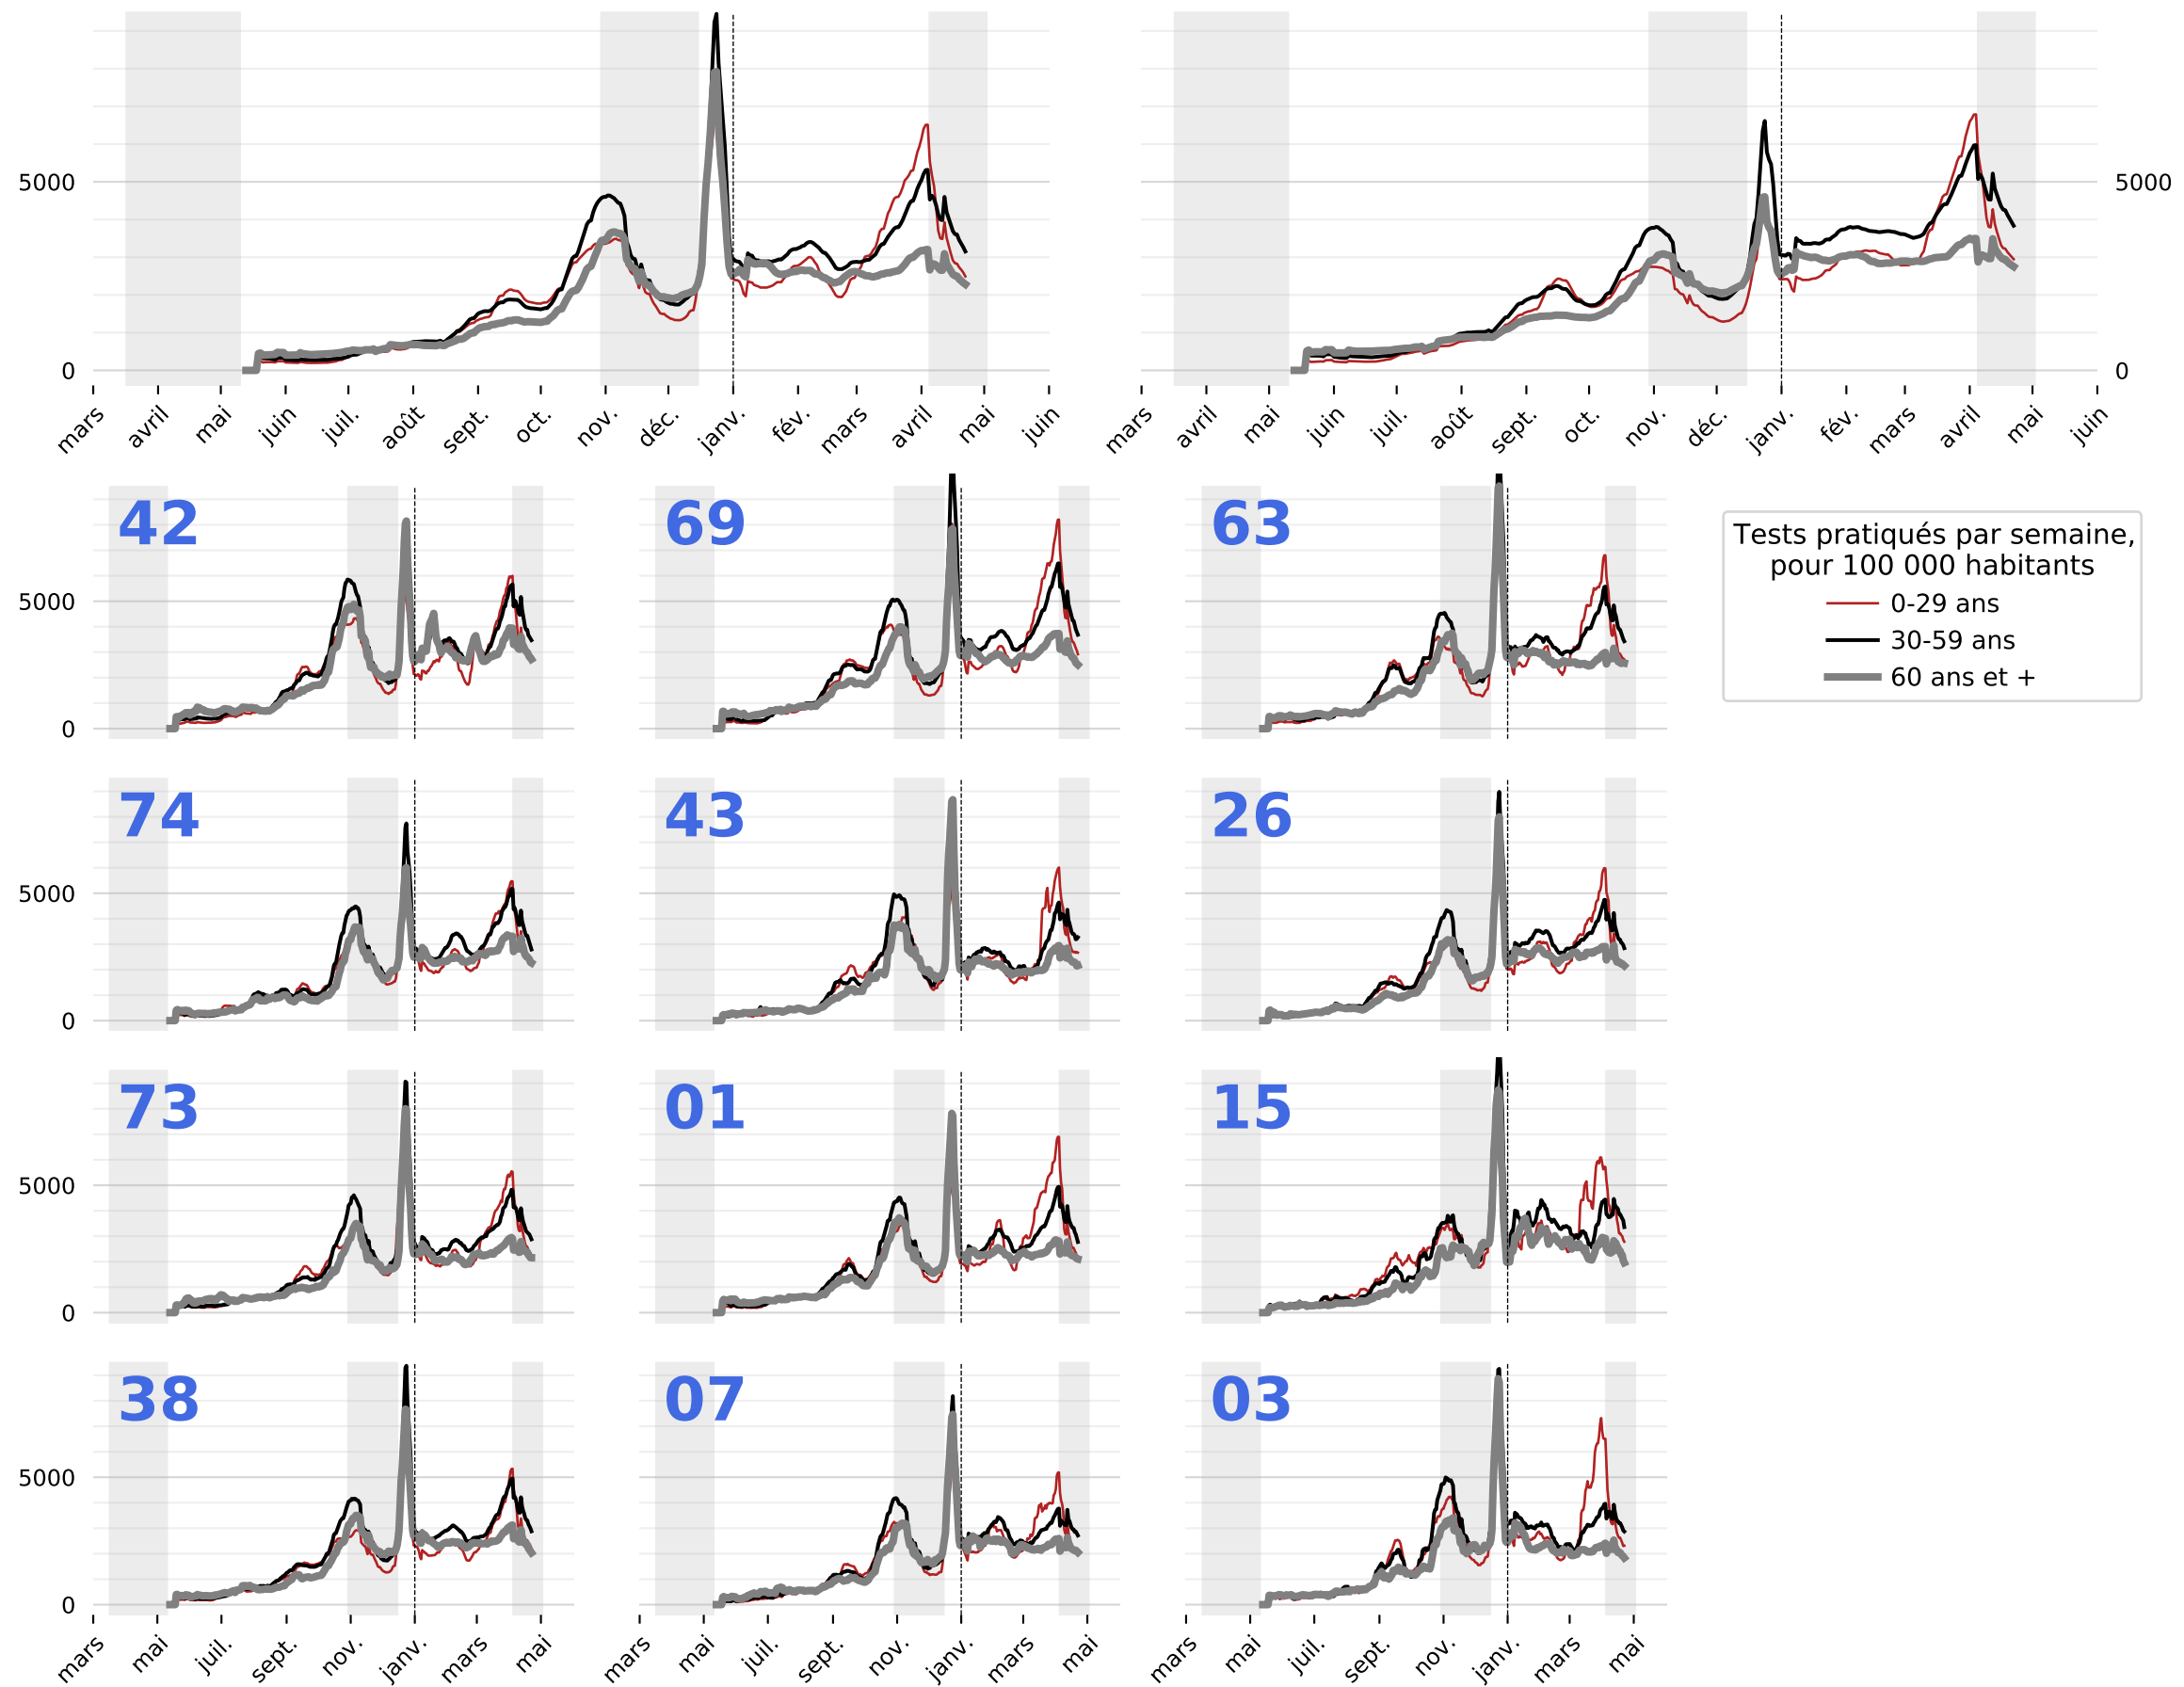 5000
0
mars avril mai juin juil. août sept. oct. nov. déc. janv. fév. mars avril mai juin
5000
0
mars avril mai juin juil. août sept. oct. nov. déc. janv. fév. mars avril mai juin
42 69 63
5000
0
Tests pratiqués par semaine,
pour 100 000 habitants
0-29 ans
30-59 ans
60 ans et +
74 43 26
5000
0
73 01 15
5000
0
38 07 03
5000
0
mars mai juil. sept. nov. janv. mars mai
mars mai juil. sept. nov. janv. mars mai
mars mai juil. sept. nov. janv. mars mai